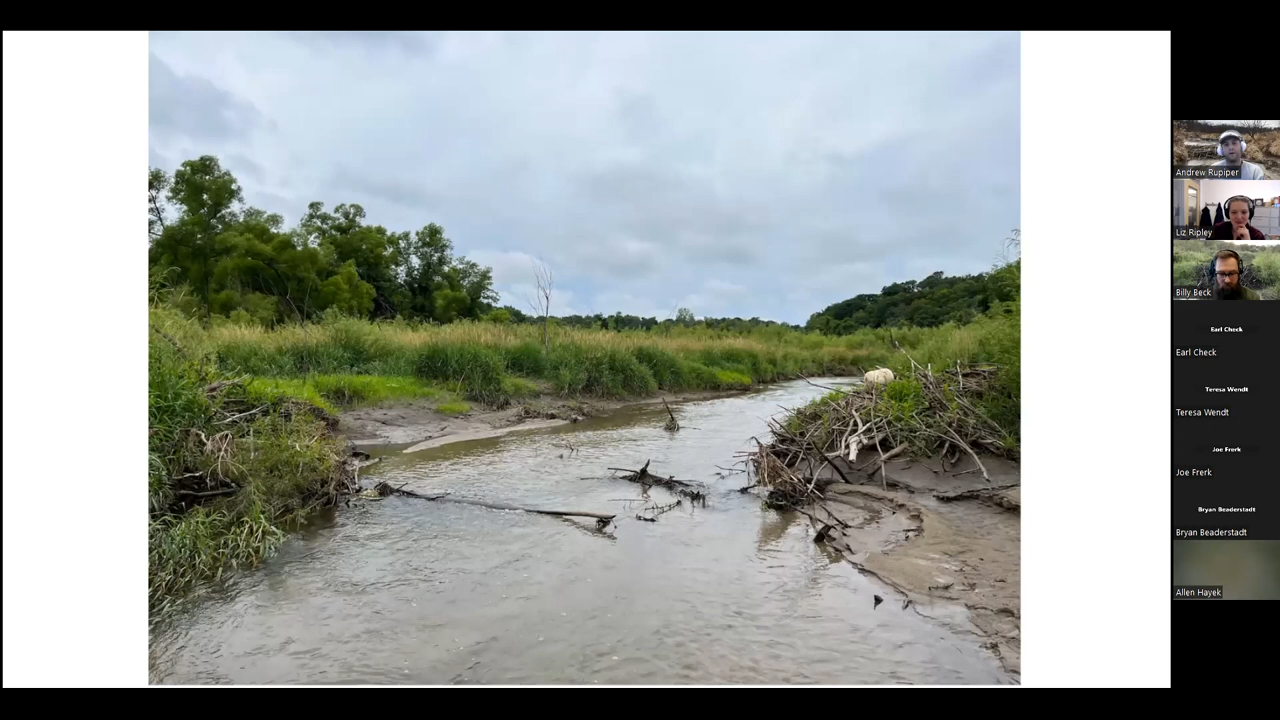 Andrew Rupiper
Liz Ripley
Billy Beck
Earl Check
Earl Check
Teresa Wendt
Teresa Wendt
Joe Frerk
Joe Frerk
Bryan Beaderstadt
Bryan Beaderstadt
Allen Hayek